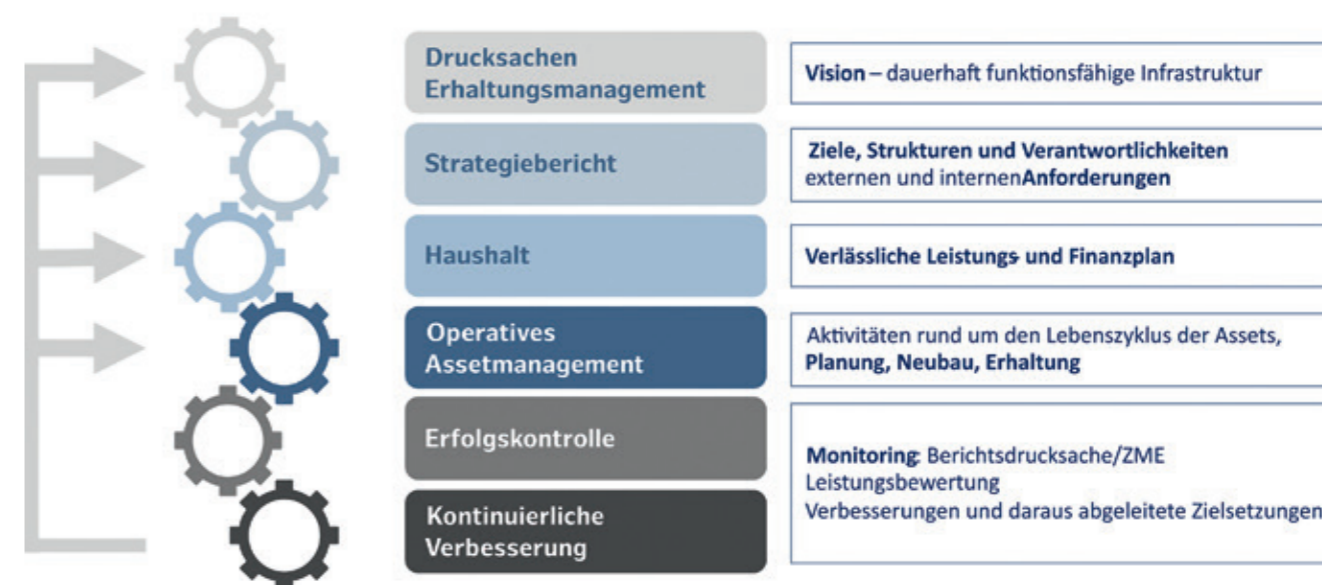 Drucksachen
Erhaltungsmanagement
Vision – dauerhaft funktionsfähige Infrastruktur
Strategiebericht
Ziele, Strukturen und Verantwortlichkeiten
externen und internenAnforderungen
Haushalt
Verlässliche Leistungs- und Finanzplan
Operatives
Assetmanagement
Aktivitäten rund um den Lebenszyklus der Assets,
Planung, Neubau, Erhaltung
Erfolgskontrolle
Kontinuierliche
Verbesserung
Monitoring: Berichtsdrucksache/ZME
Leistungsbewertung
Verbesserungen und daraus abgeleitete Zielsetzungen